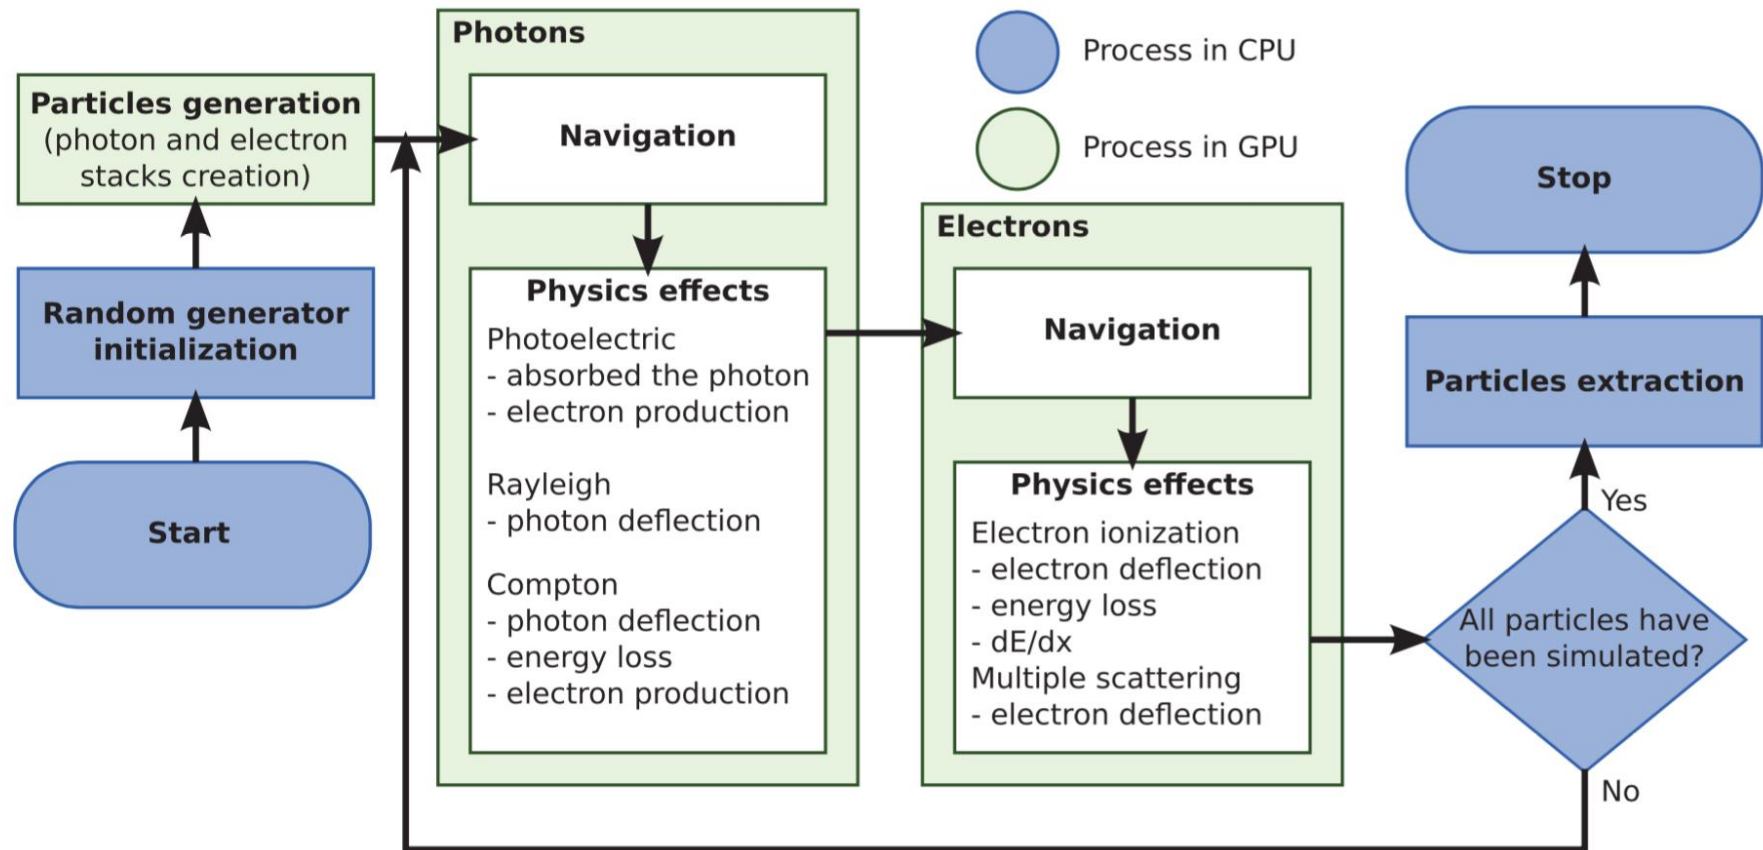 Particles generation
(photon and electron
stacks creation)
Random generator
initialization
Start
Photons
Navigation
Physics effects
Photoelectric
- absorbed the photon
- electron production
Rayleigh
- photon deflection
Compton
- photon deflection
- energy loss
- electron production
Process in CPU
Process in GPU
Electrons
Navigation
Physics effects
Electron ionization
- electron deflection
- energy loss
- dE/dx
Multiple scattering
- electron deflection
Stop
Particles extraction
Yes
All particles have
been simulated?
No